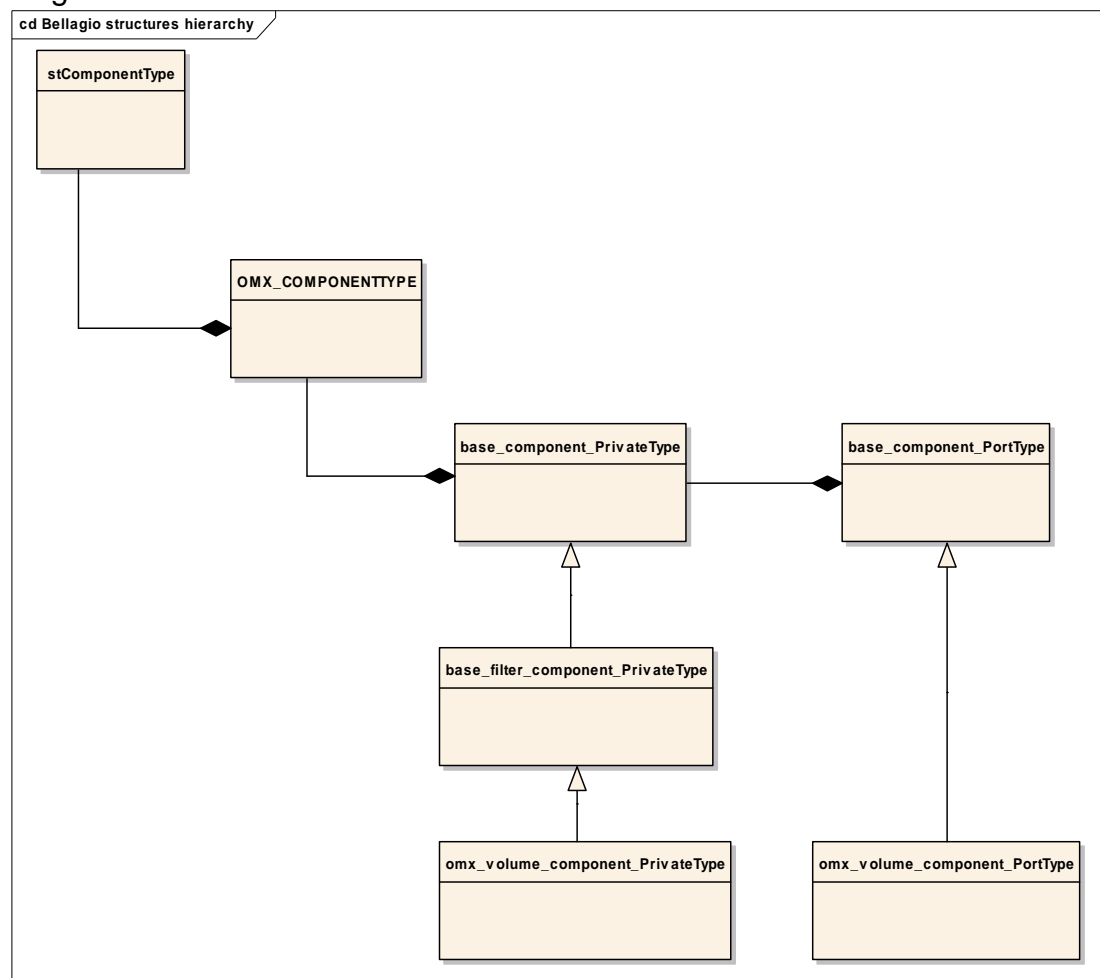 cd Bellagio structures hierarchy
stComponentType
OMX_COMPONENTTYPE
base_component_PrivateType
base_component_PortType
base_filter_component_PrivateType
omx_volume_component_PrivateType
omx_volume_component_PortType